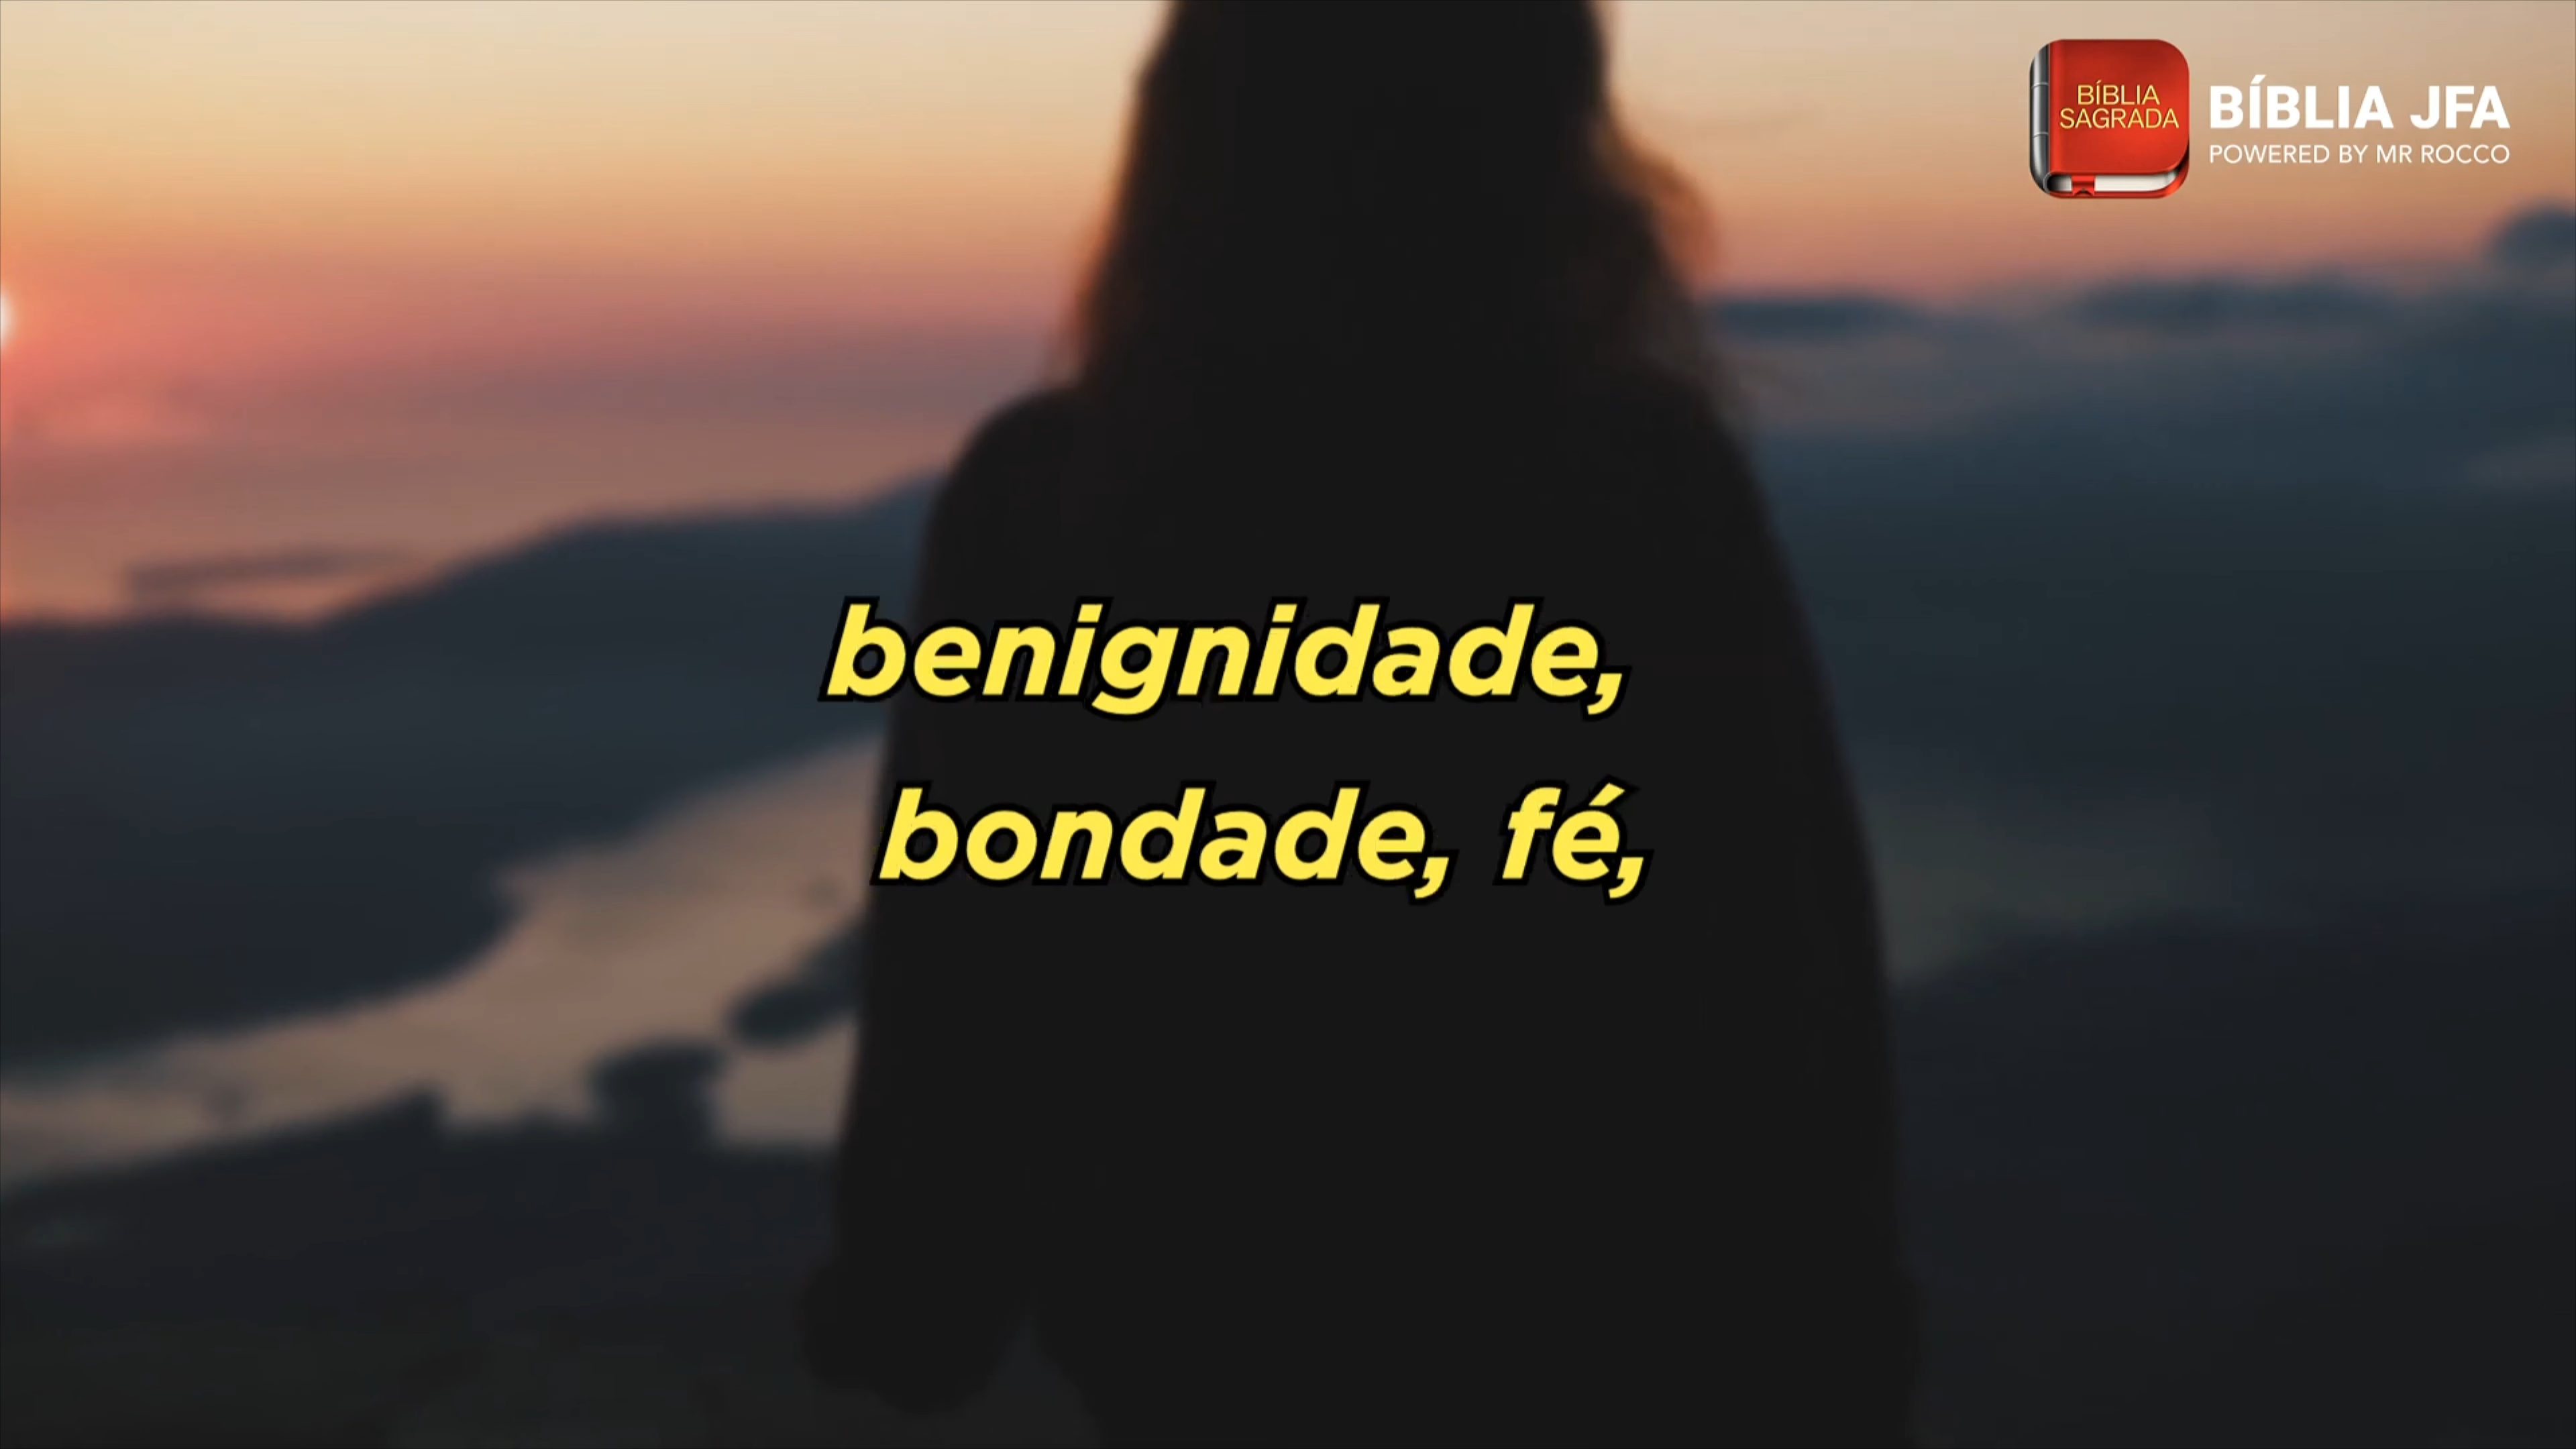 BÍBLIA
SAGRADA
BÍBLIA JFA
POWERED BY MR ROCCO
benignidade,
bondade, fé,